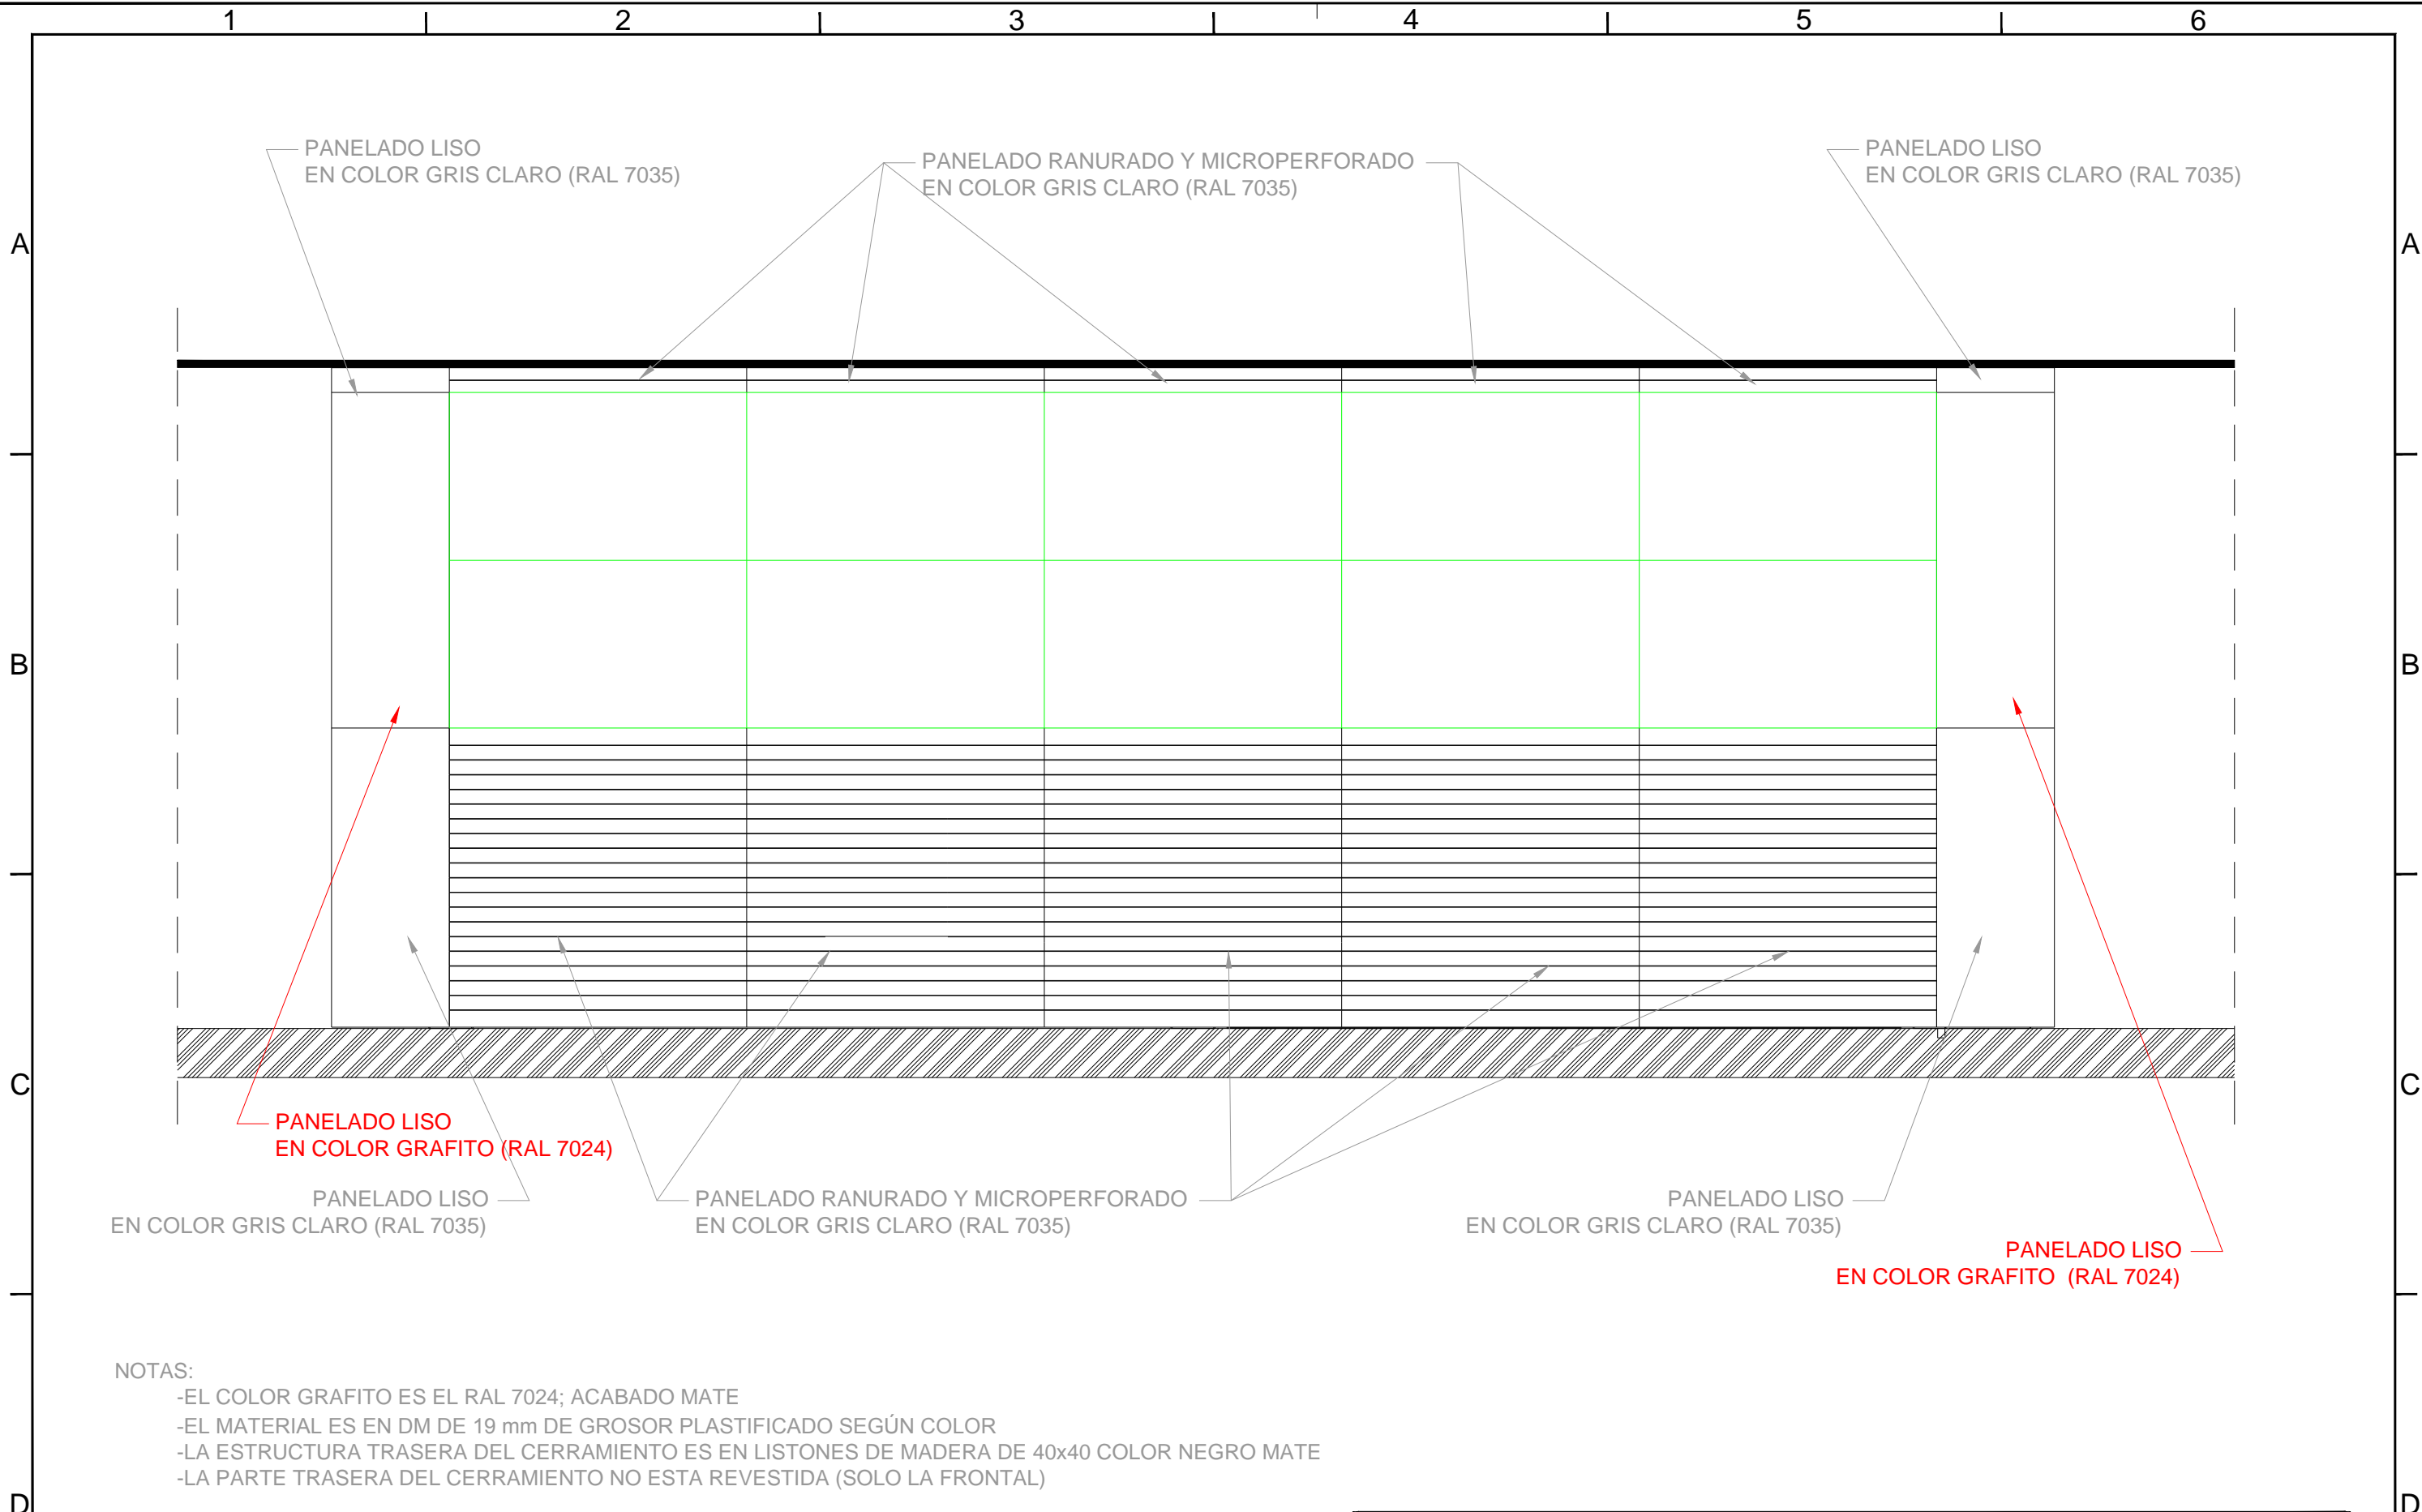 1 2 3 4 5 6
PANELADO LISO
EN COLOR GRIS CLARO (RAL 7035)
PANELADO RANURADO Y MICROPERFORADO
EN COLOR GRIS CLARO (RAL 7035)
PANELADO LISO
EN COLOR GRIS CLARO (RAL 7035)
A A
B B
C C
PANELADO LISO
EN COLOR GRAFITO (RAL 7024)
PANELADO LISO
EN COLOR GRIS CLARO (RAL 7035)
PANELADO RANURADO Y MICROPERFORADO
EN COLOR GRIS CLARO (RAL 7035)
PANELADO LISO
EN COLOR GRIS CLARO (RAL 7035)
PANELADO LISO
EN COLOR GRAFITO (RAL 7024)
NOTAS:
-EL COLOR GRAFITO ES EL RAL 7024; ACABADO MATE
-EL MATERIAL ES EN DM DE 19 mm DE GROSOR PLASTIFICADO SEGÚN COLOR
-LA ESTRUCTURA TRASERA DEL CERRAMIENTO ES EN LISTONES DE MADERA DE 40x40 COLOR NEGRO MATE
-LA PARTE TRASERA DEL CERRAMIENTO NO ESTA REVESTIDA (SOLO LA FRONTAL)
D D